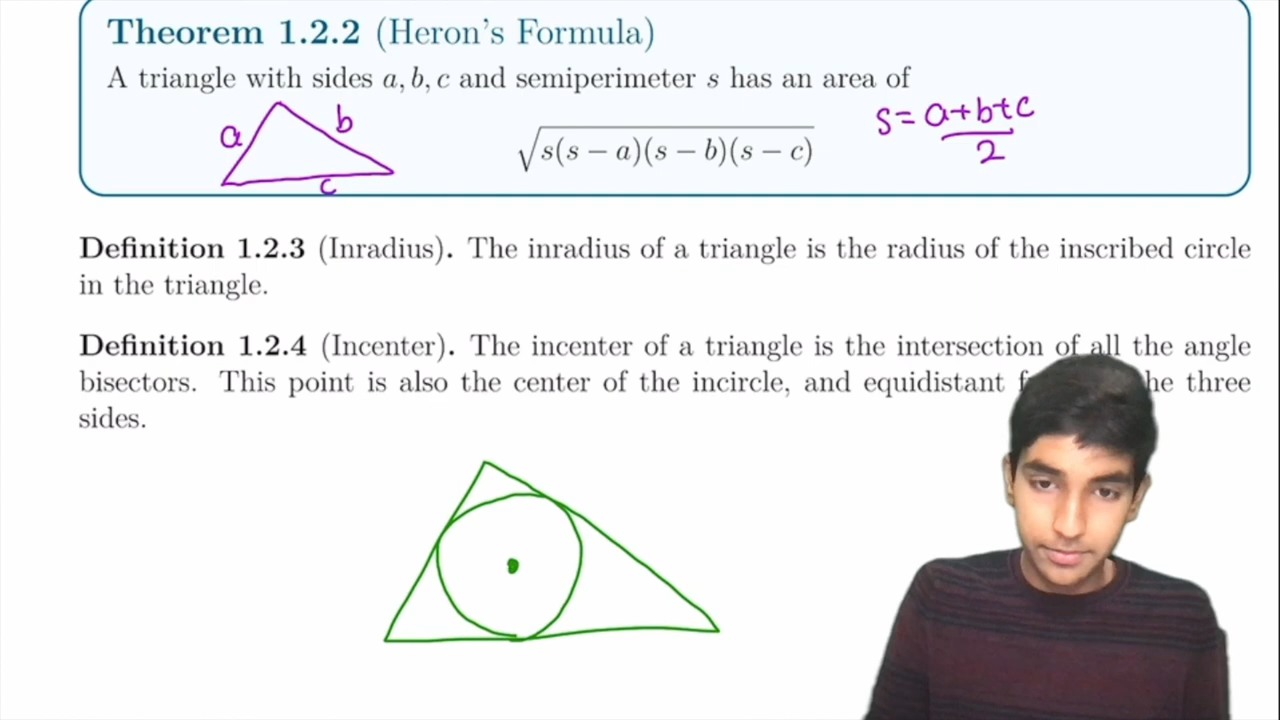 Theorem 1.2.2 (Heron's Formula)
A triangle with sides a, b, c and semiperimeter s has an area of
a
b
c
√s(s − a)(s − b)(s − c)
s = a+b+c
2
Definition 1.2.3 (Inradius). The inradius of a triangle is the radius of the inscribed circle
in the triangle.
Definition 1.2.4 (Incenter). The incenter of a triangle is the intersection of all the angle
bisectors. This point is also the center of the incircle, and equidistant the three
sides.